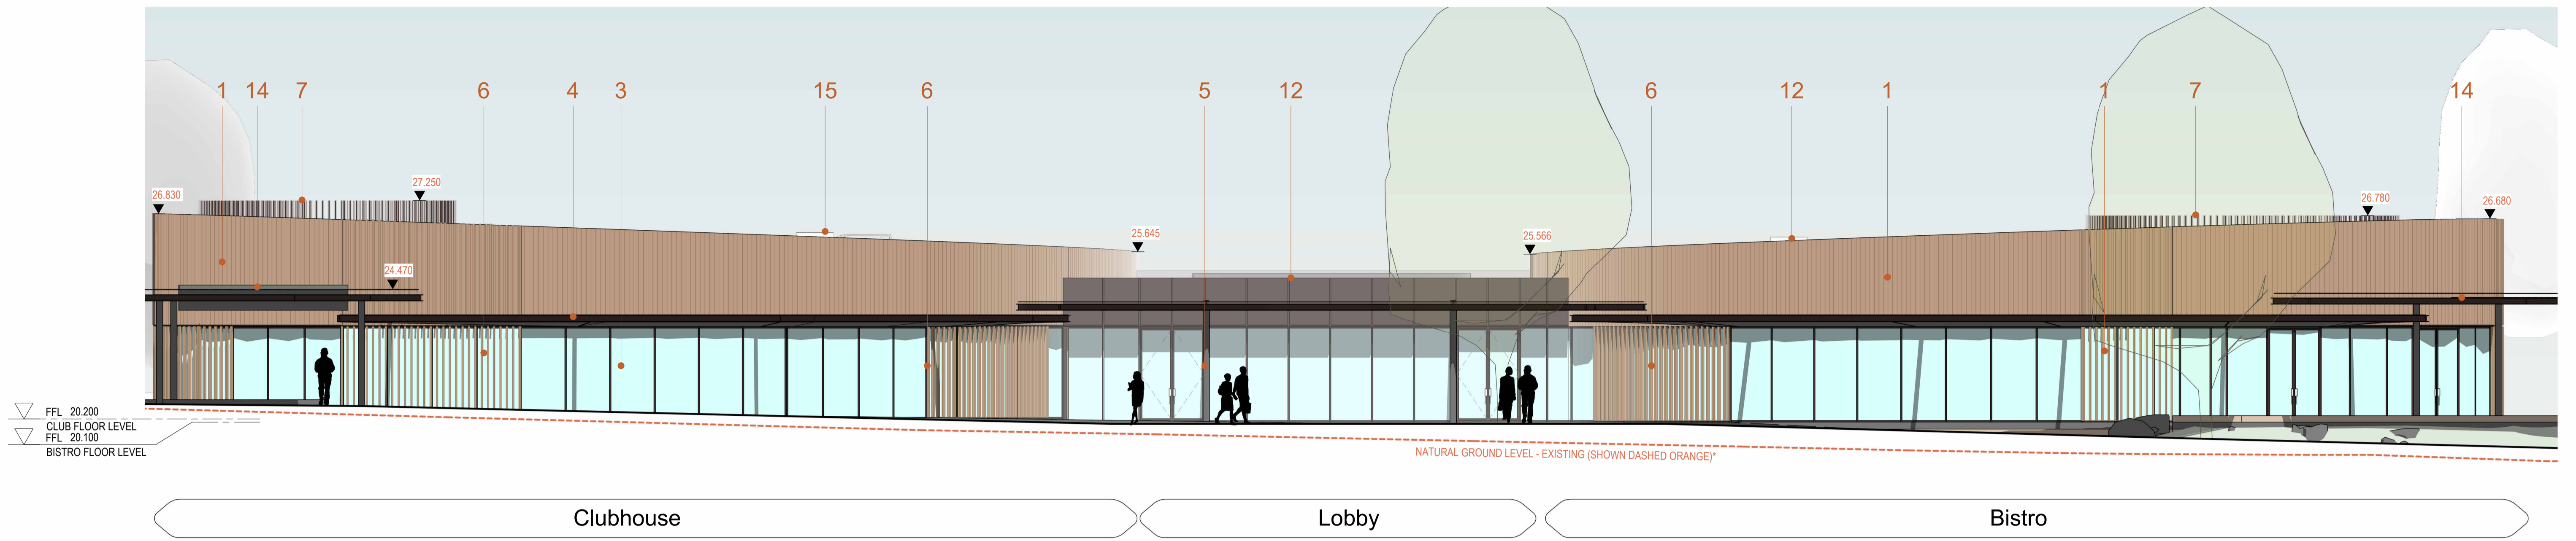 1 14 7 6 4 3 15 6 5 12 6 12 1 1 7 14
27.250
26.830
26.780
26.680
25.645
25.566
24.470
FFL 20.200
CLUB FLOOR LEVEL
FFL 20.100
BISTRO FLOOR LEVEL
NATURAL GROUND LEVEL - EXISTING (SHOWN DASHED ORANGE)*
Clubhouse
Lobby
Bistro